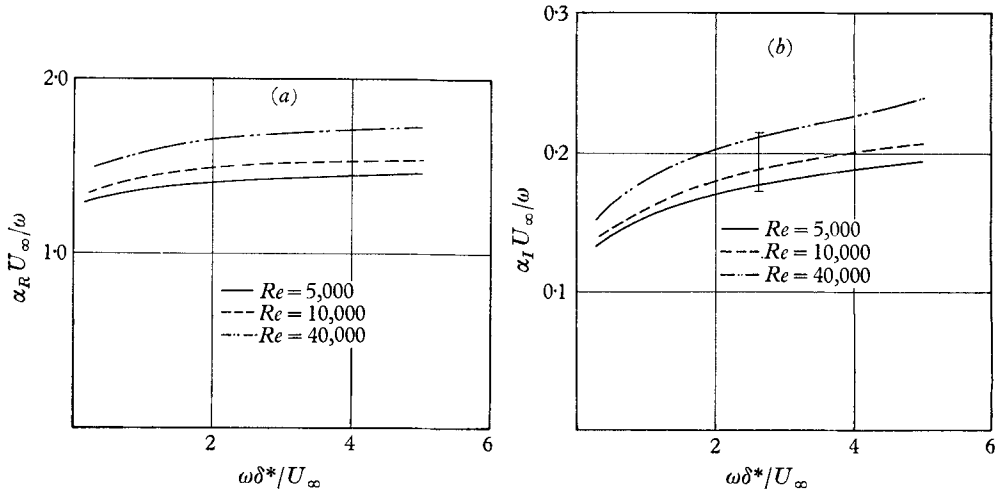 (a)
2·0
1·0
α_R U_∞/ω
Re = 5,000
Re = 10,000
Re = 40,000
2
4
6
ωδ*/U_∞
(b)
0·3
0·2
0·1
α_I U_∞/ω
Re = 5,000
Re = 10,000
Re = 40,000
0
2
4
6
ωδ*/U_∞